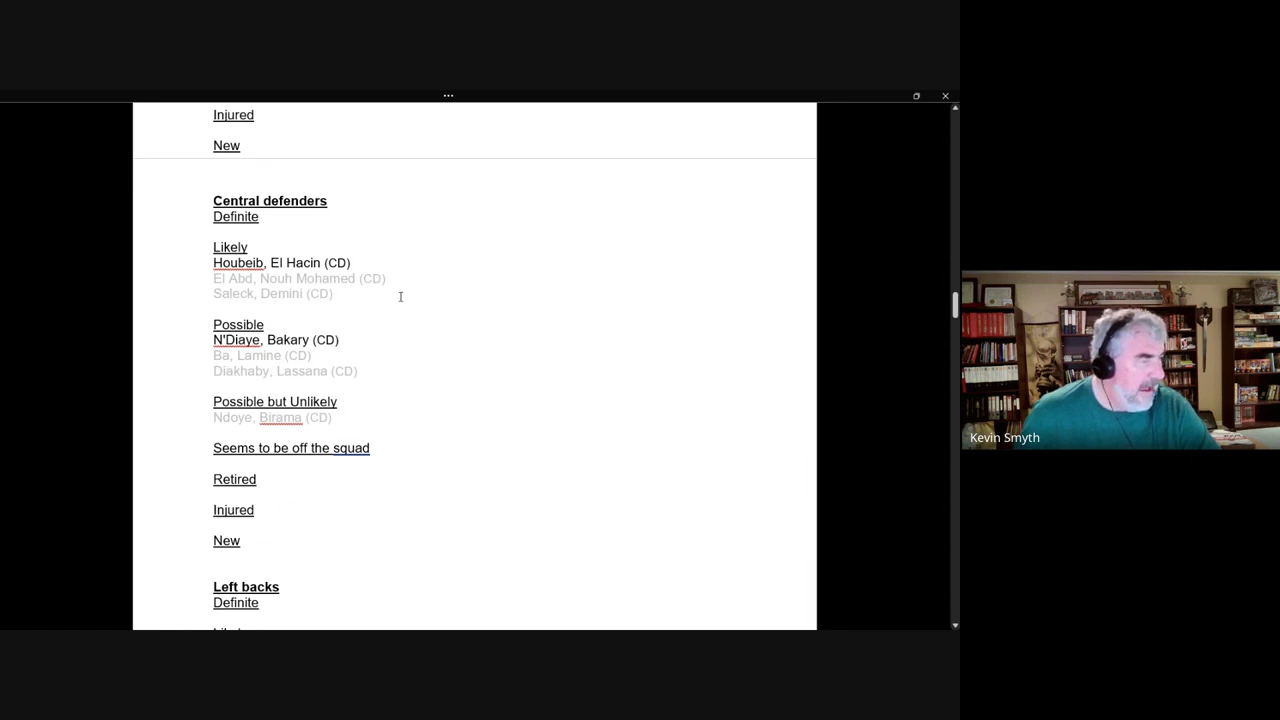 Injured
New
Central defenders
Definite
Likely
Houbeib, El Hacin (CD)
El Abd, Nouh Mohamed (CD)
Saleck, Demini (CD)
Possible
N'Diaye, Bakary (CD)
Ba, Lamine (CD)
Diakhaby, Lassana (CD)
Possible but Unlikely
Ndoye, Birama (CD)
Seems to be off the squad
Retired
Injured
New
Left backs
Definite
Kevin Smyth